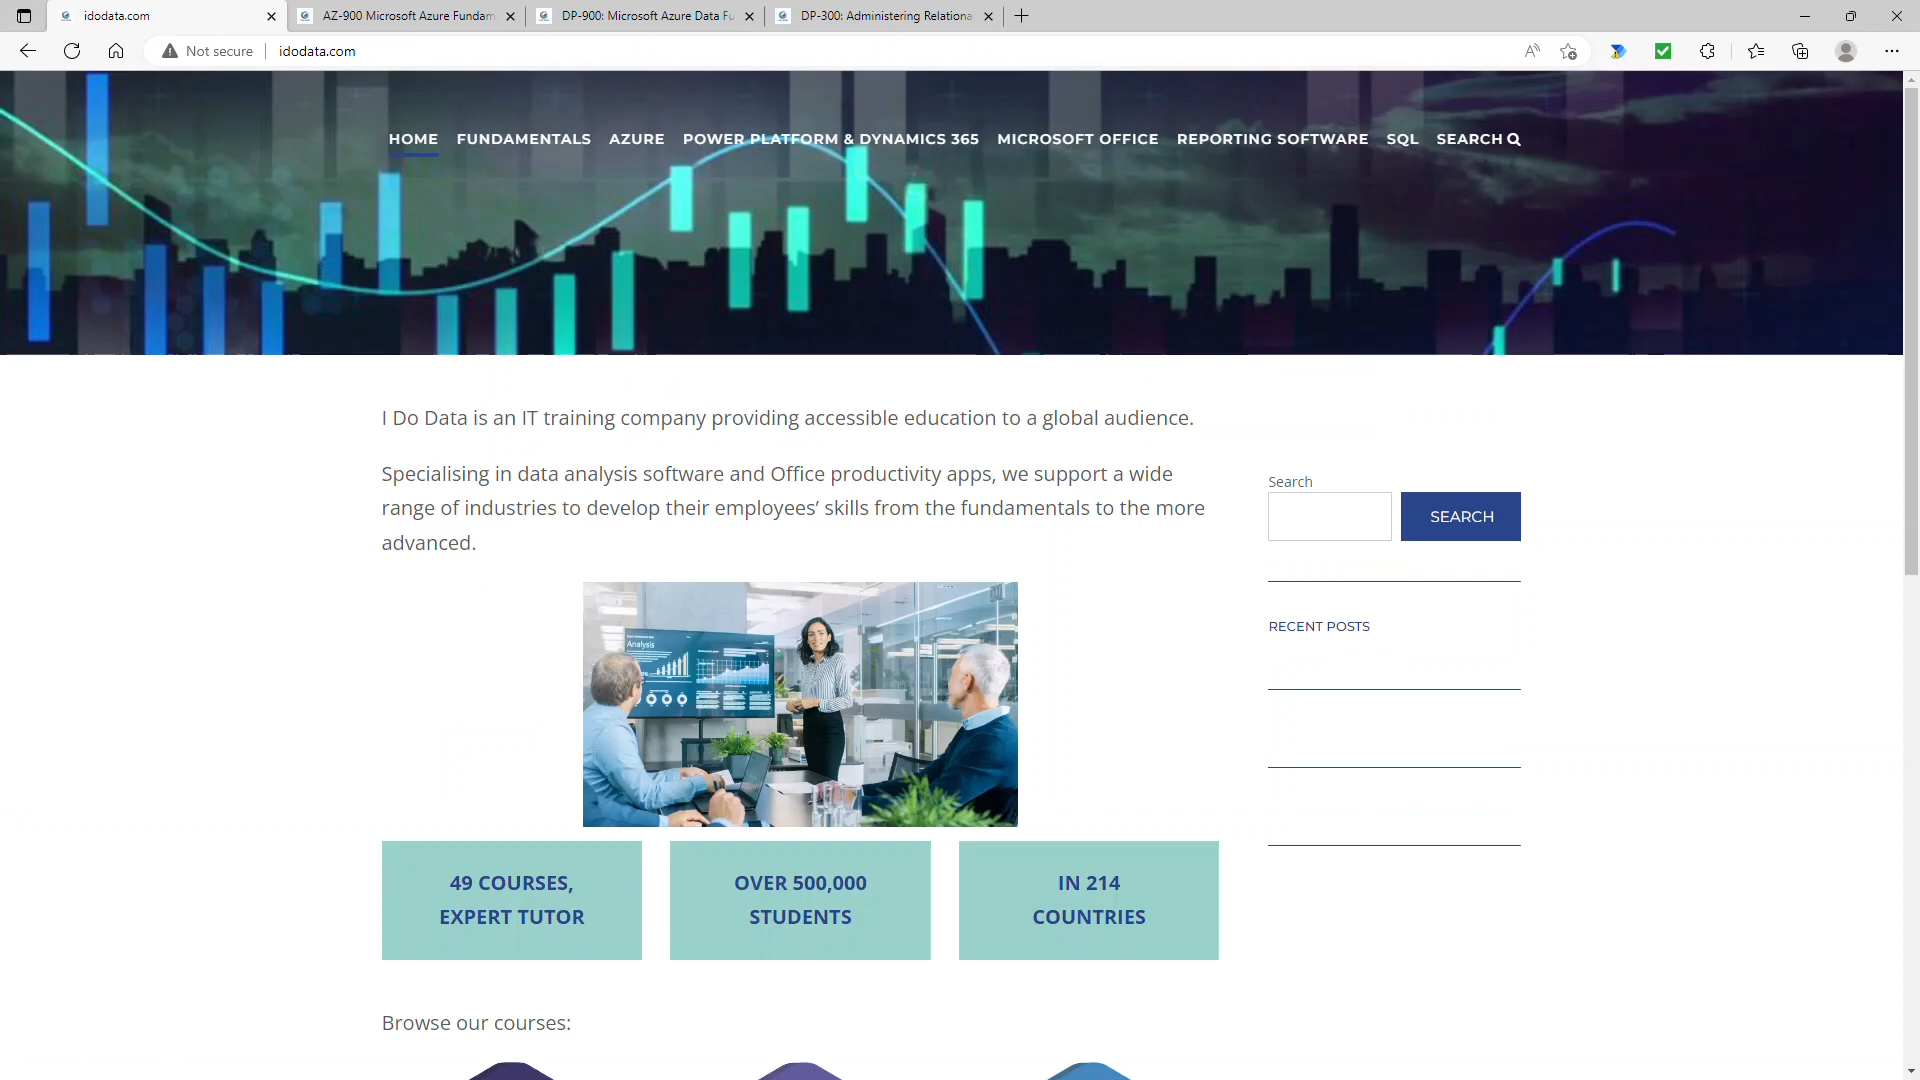 idodata.com
AZ-900 Microsoft Azure Fundam
DP-900: Microsoft Azure Data Fu
DP-300: Administering Relationa
Not secure
idodata.com
HOME FUNDAMENTALS AZURE POWER PLATFORM & DYNAMICS 365 MICROSOFT OFFICE REPORTING SOFTWARE SQL SEARCH
I Do Data is an IT training company providing accessible education to a global audience.
Specialising in data analysis software and Office productivity apps, we support a wide
range of industries to develop their employees’ skills from the fundamentals to the more
advanced.
Analysis
49 COURSES,
EXPERT TUTOR
OVER 500,000
STUDENTS
IN 214
COUNTRIES
Browse our courses:
Search
SEARCH
RECENT POSTS